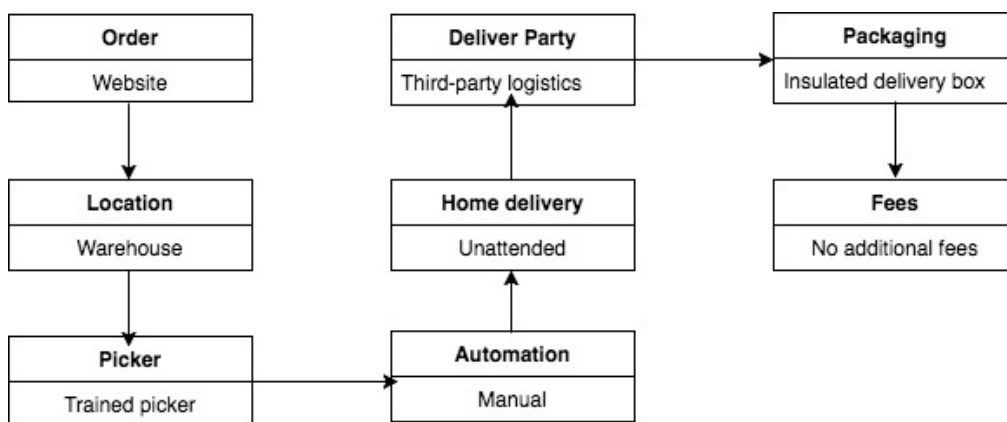 Order
Website
Location
Warehouse
Picker
Trained picker
Automation
Manual
Home delivery
Unattended
Deliver Party
Third-party logistics
Packaging
Insulated delivery box
Fees
No additional fees